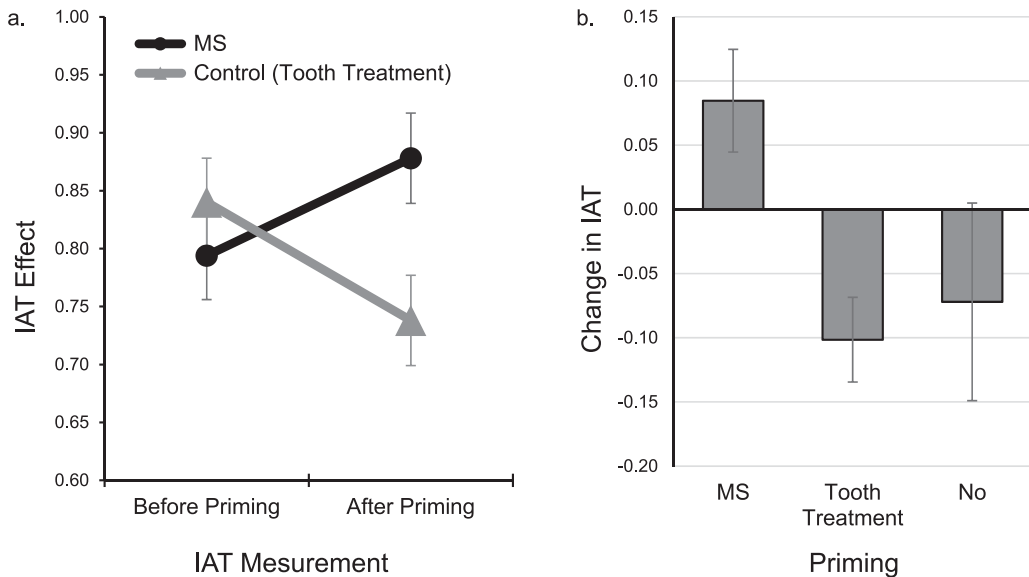 a.
MS
Control (Tooth Treatment)
1.00
0.95
0.90
0.85
0.80
0.75
0.70
0.65
0.60
IAT Effect
Before Priming
After Priming
IAT Mesurement
b.
0.15
0.10
0.05
0.00
-0.05
-0.10
-0.15
-0.20
Change in IAT
MS
Tooth
Treatment
No
Priming